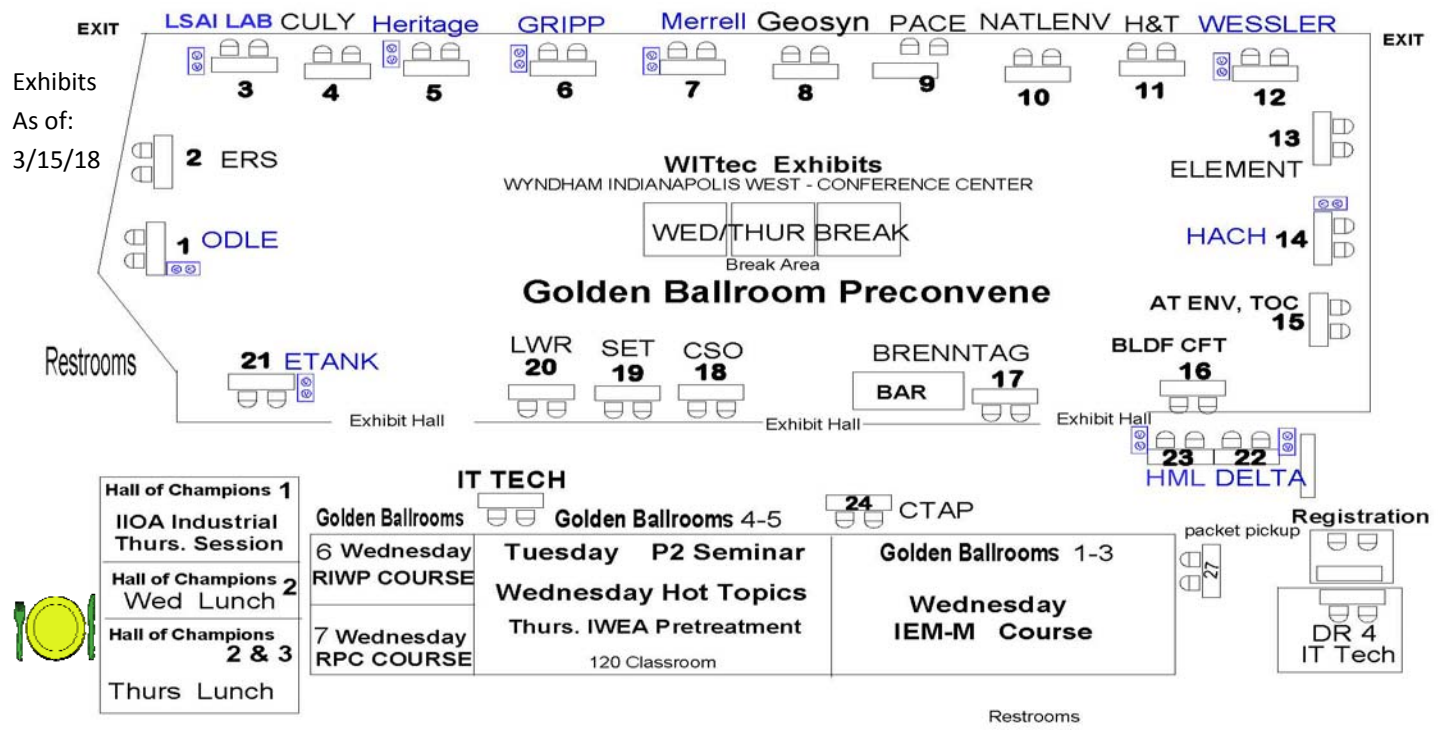 EXIT
LSAI LAB CULY Heritage GRIPP Merrell Geosyn PACE NATLENV H&T WESSLER
EXIT
Exhibits
As of:
3/15/18
3 4 5 6 7 8 9 10 11 12
2 ERS
13
ELEMENT
WITtec Exhibits
WYNDHAM INDIANAPOLIS WEST - CONFERENCE CENTER
1 ODLE
WED/THUR BREAK
HACH 14
Break Area
Golden Ballroom Preconvene
AT ENV, TOC
15
Restrooms
21 ETANK
LWR
20
SET
19
CSO
18
BRENNTAG
BAR
17
BLDF CFT
16
Exhibit Hall
Exhibit Hall
Exhibit Hall
23 22
HML DELTA
IT TECH
24 CTAP
Registration
packet pickup
27
DR 4
IT Tech
Hall of Champions 1
IIOA Industrial
Thurs. Session
Hall of Champions 2
Wed Lunch
Hall of Champions
2 & 3
Thurs Lunch
Golden Ballrooms
6 Wednesday
RIWP COURSE
7 Wednesday
RPC COURSE
Golden Ballrooms 4-5
Tuesday P2 Seminar
Wednesday Hot Topics
Thurs. IWEA Pretreatment
120 Classroom
Golden Ballrooms 1-3
Wednesday
IEM-M Course
Restrooms